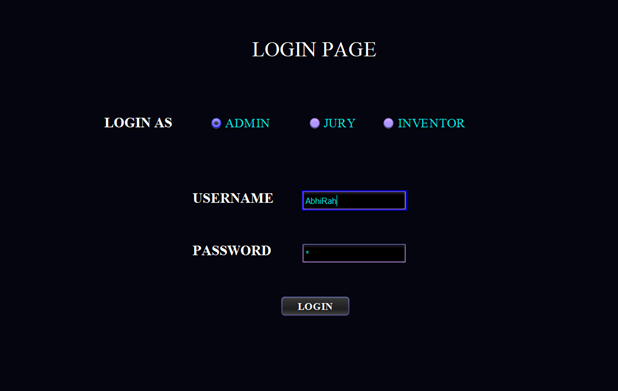 LOGIN PAGE
LOGIN AS ADMIN JURY INVENTOR
USERNAME AbhiRah
PASSWORD *
LOGIN